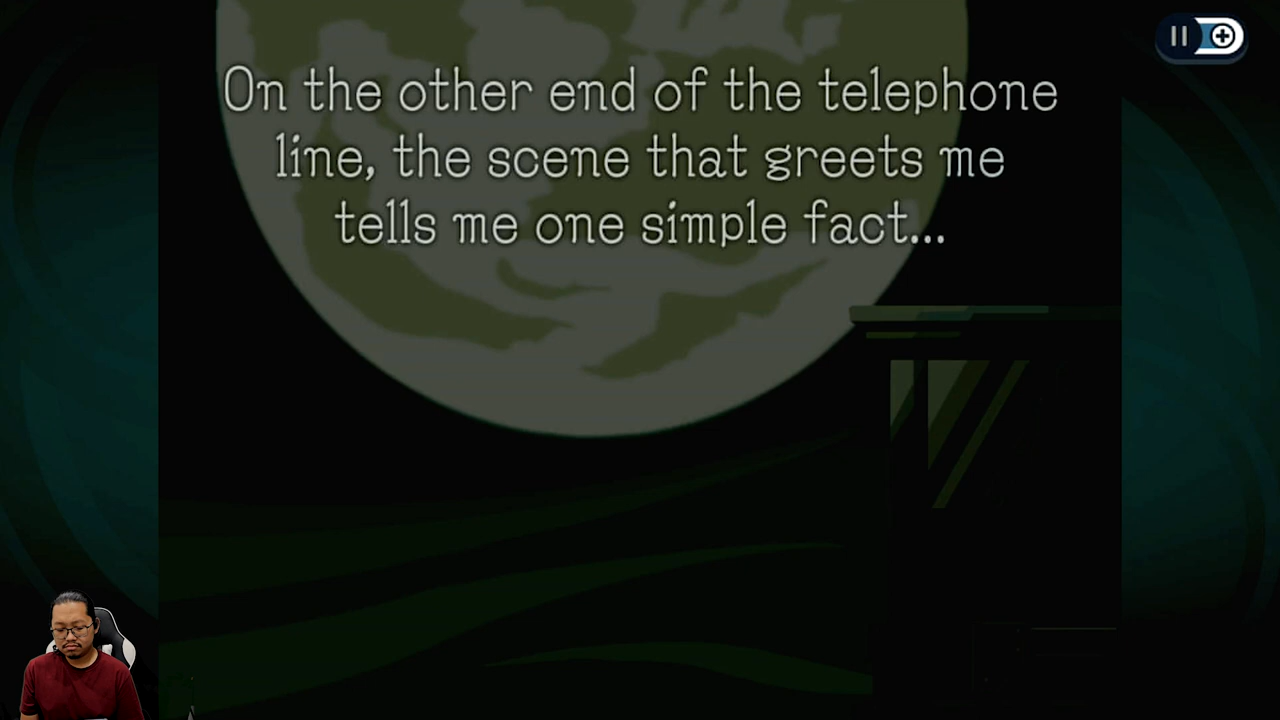 On the other end of the telephone
line, the scene that greets me
tells me one simple fact...